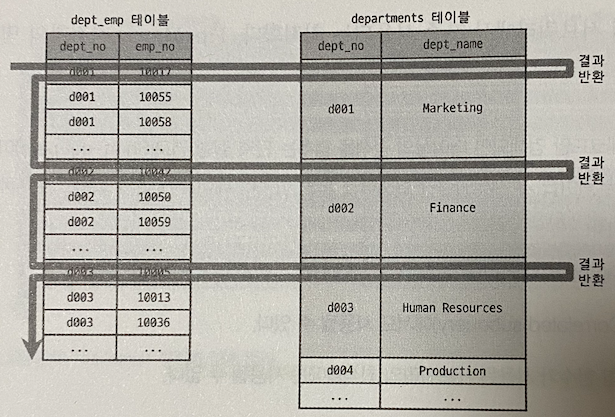 dept_emp 테이블
dept_no emp_no
d001 10017
d001 10055
d001 10058
... ...
d002 10042
d002 10050
d002 10059
... ...
d003 10005
d003 10013
d003 10036
... ...
departments 테이블
dept_no dept_name
d001 Marketing
d002 Finance
d003 Human Resources
d004 Production
... ...
결과
반환
결과
반환
결과
반환